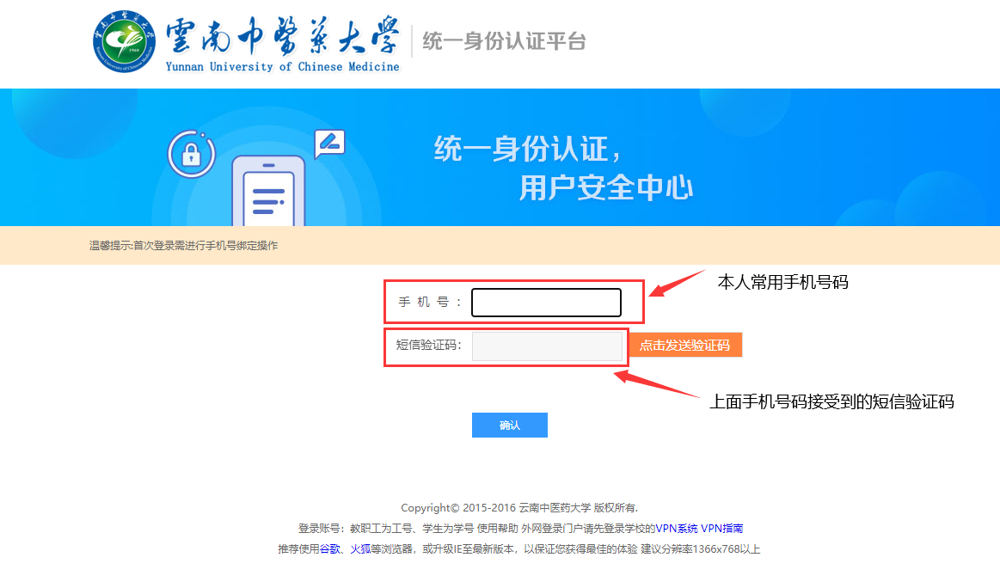 雲南中醫藥大學
Yunnan University of Chinese Medicine
统一身份认证平台
统一身份认证，
用户安全中心
温馨提示:首次登录需进行手机号绑定操作
本人常用手机号码
手 机 号 ：
短信验证码：
点击发送验证码
上面手机号码接受到的短信验证码
确认
Copyright© 2015-2016 云南中医药大学 版权所有.
登录账号：教职工为工号、学生为学号 使用帮助 外网登录门户请先登录学校的VPN系统 VPN指南
推荐使用谷歌、火狐等浏览器，或升级IE至最新版本，以保证您获得最佳的体验 建议分辨率1366x768以上